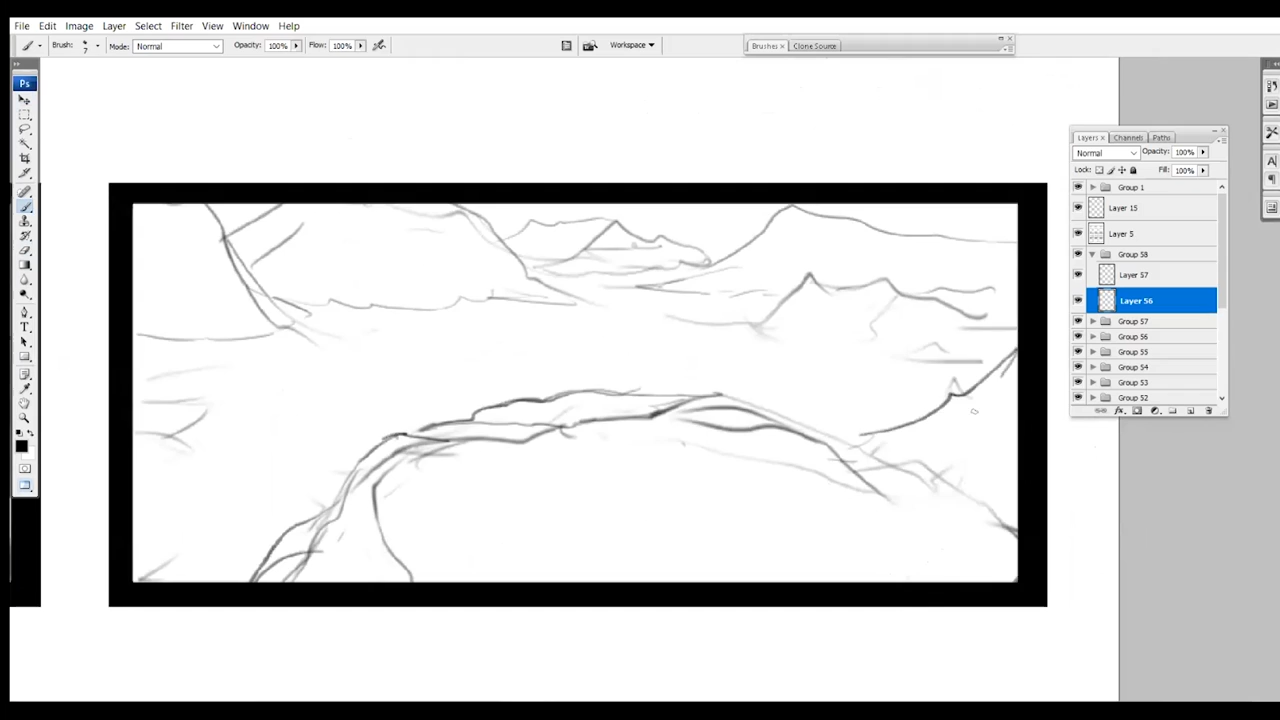 File Edit Image Layer Select Filter View Window Help
Brush: 7 Mode: Normal Opacity: 100% Flow: 100% Workspace Brushes Clone Source
Ps
Layers Channels Paths
Normal Opacity: 100%
Lock: Fill: 100%
Group 1
Layer 15
Layer 5
Group 58
Layer 57
Layer 56
Group 57
Group 56
Group 55
Group 54
Group 53
Group 52